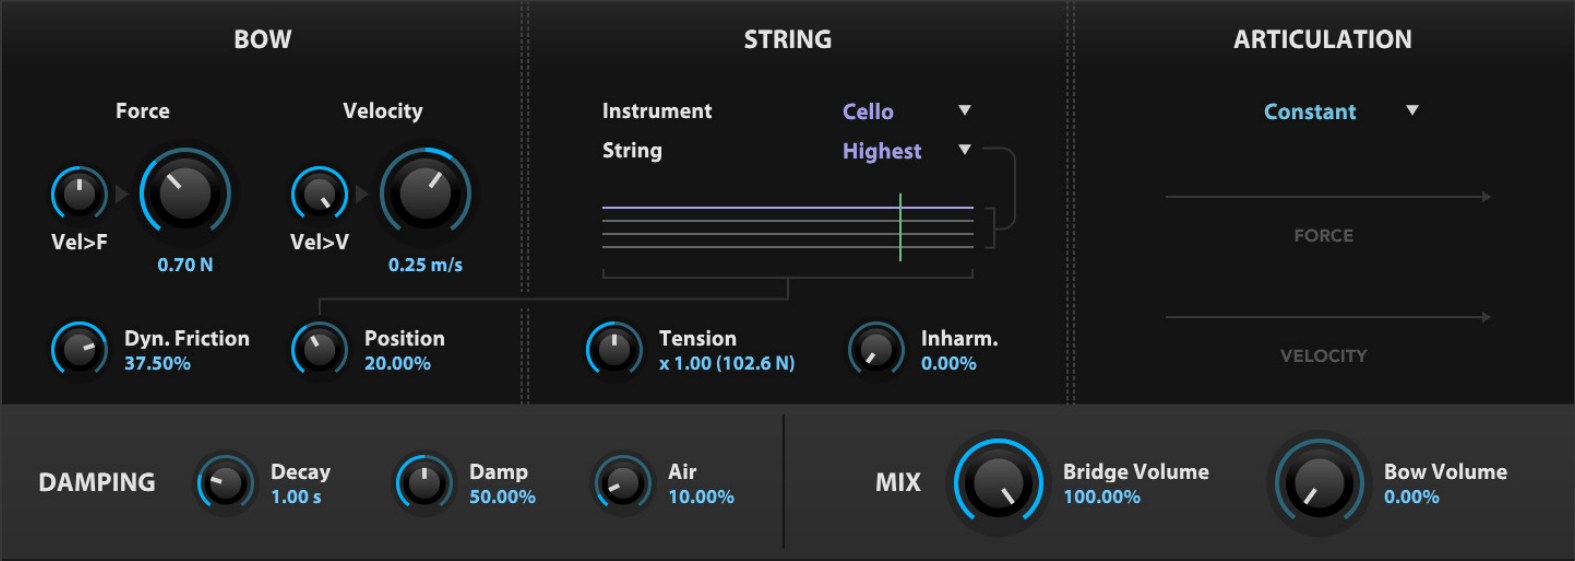 BOW
STRING
ARTICULATION
Force
Velocity
Instrument
Cello
Constant
String
Highest
Vel>F
Vel>V
0.70 N
0.25 m/s
FORCE
Dyn. Friction
37.50%
Position
20.00%
Tension
x 1.00 (102.6 N)
Inharm.
0.00%
VELOCITY
DAMPING
Decay
1.00 s
Damp
50.00%
Air
10.00%
MIX
Bridge Volume
100.00%
Bow Volume
0.00%